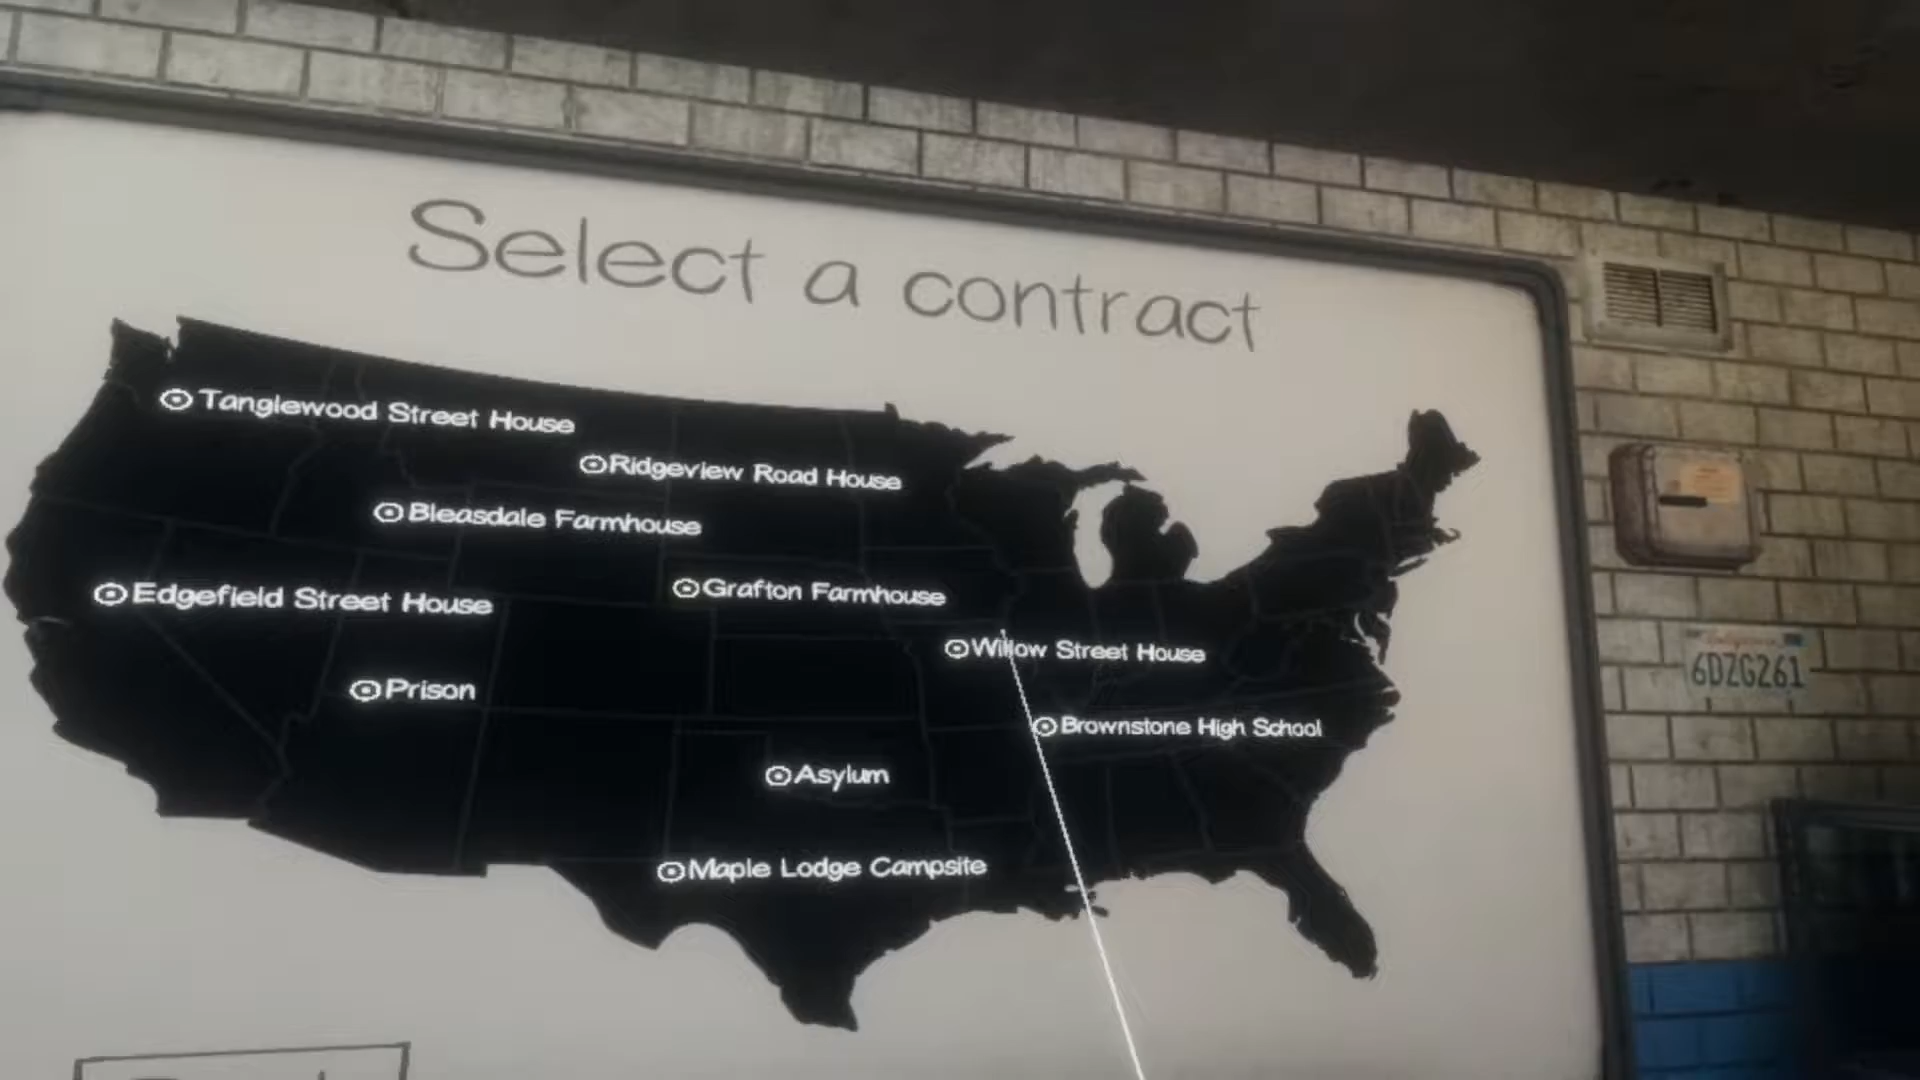 Select a contract
Tanglewood Street House
Ridgeview Road House
Bleasdale Farmhouse
Edgefield Street House
Grafton Farmhouse
Willow Street House
6DZG261
Prison
Brownstone High School
Asylum
Maple Lodge Campsite